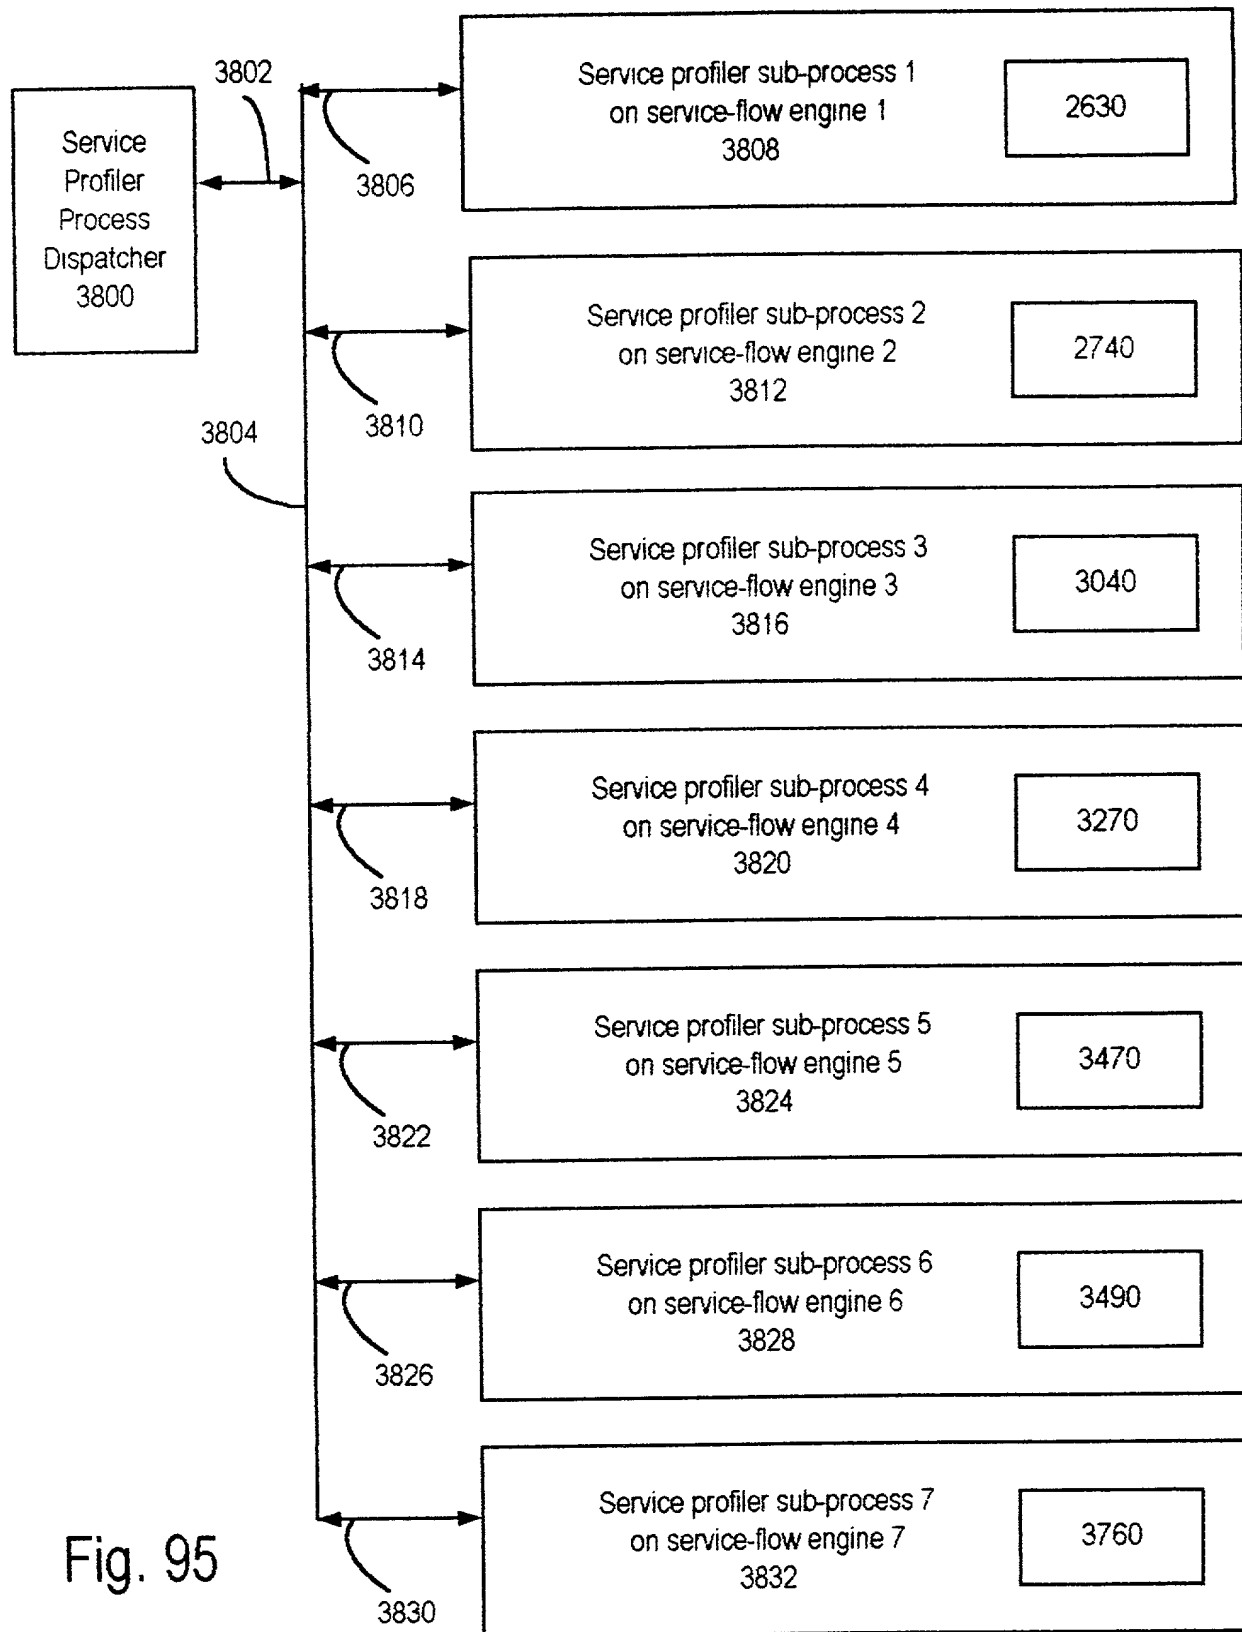 3802
Service
Profiler
Process
Dispatcher
3800
Service profiler sub-process 1
on service-flow engine 1
3808
2630
3806
Service profiler sub-process 2
on service-flow engine 2
3812
2740
3810
3804
Service profiler sub-process 3
on service-flow engine 3
3816
3040
3814
Service profiler sub-process 4
on service-flow engine 4
3820
3270
3818
Service profiler sub-process 5
on service-flow engine 5
3824
3470
3822
Service profiler sub-process 6
on service-flow engine 6
3828
3490
3826
Service profiler sub-process 7
on service-flow engine 7
3832
3760
3830
Fig. 95